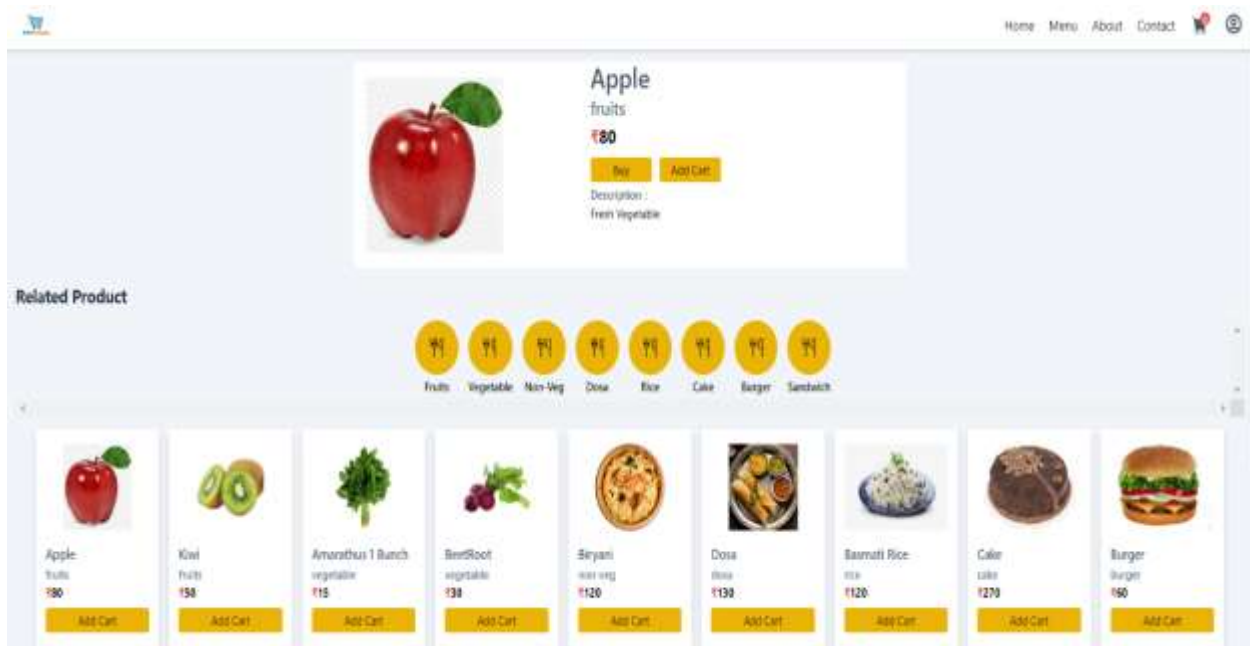 Home Menu About Contact
Apple
fruits
₹80
Buy Add Cart
Description :
Related Product
Fruits Vegetable Non-Veg Dosa Rice Cake Burger Sandwich
Apple
fruits
₹80
Add Cart
Kiwi
fruits
₹50
Add Cart
Amarathus 1 Bunch
vegetable
₹15
Add Cart
BeetRoot
vegetable
₹30
Add Cart
Biryani
non veg
₹120
Add Cart
Dosa
dosa
₹130
Add Cart
Basmati Rice
rice
₹120
Add Cart
Cake
cake
₹270
Add Cart
Burger
Burger
₹60
Add Cart